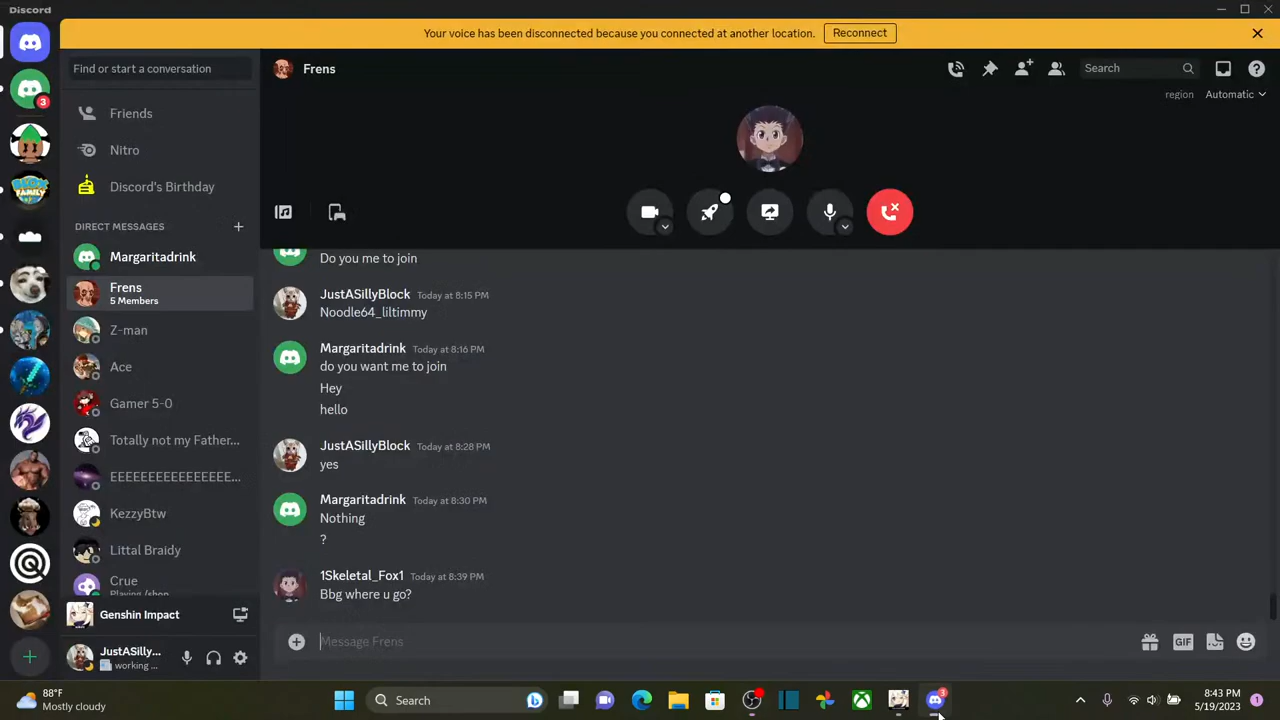 Discord
Your voice has been disconnected because you connected at another location.
Reconnect
Find or start a conversation
Frens
Search
region
Automatic
Friends
Nitro
Discord's Birthday
DIRECT MESSAGES
Margaritadrink
Frens
5 Members
Z-man
Ace
Gamer 5-0
Totally not my Father...
EEEEEEEEEEEEEEEE...
KezzyBtw
Littal Braidy
Crue
Genshin Impact
JustASillyBl...
working ...
3
Do you me to join
JustASillyBlock Today at 8:15 PM
Noodle64_liltimmy
Margaritadrink Today at 8:16 PM
do you want me to join
Hey
hello
JustASillyBlock Today at 8:28 PM
yes
Margaritadrink Today at 8:30 PM
Nothing
?
1Skeletal_Fox1 Today at 8:39 PM
Bbg where u go?
Message Frens
GIF
88°F
Mostly cloudy
Search
3
8:43 PM
5/19/2023
1